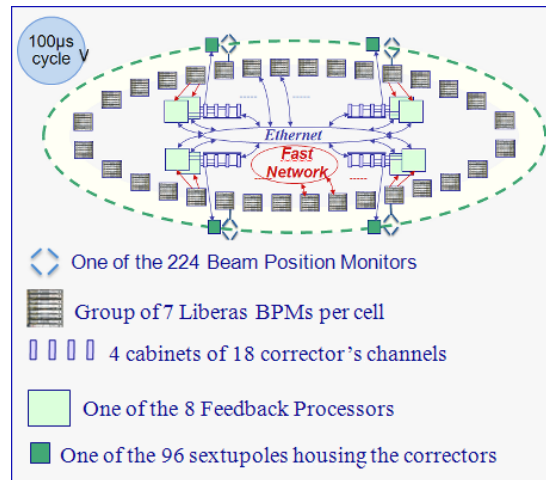 100µs
cycle
Ethernet
Fast
Network
One of the 224 Beam Position Monitors
Group of 7 Liberas BPMs per cell
4 cabinets of 18 corrector's channels
One of the 8 Feedback Processors
One of the 96 sextupoles housing the correctors